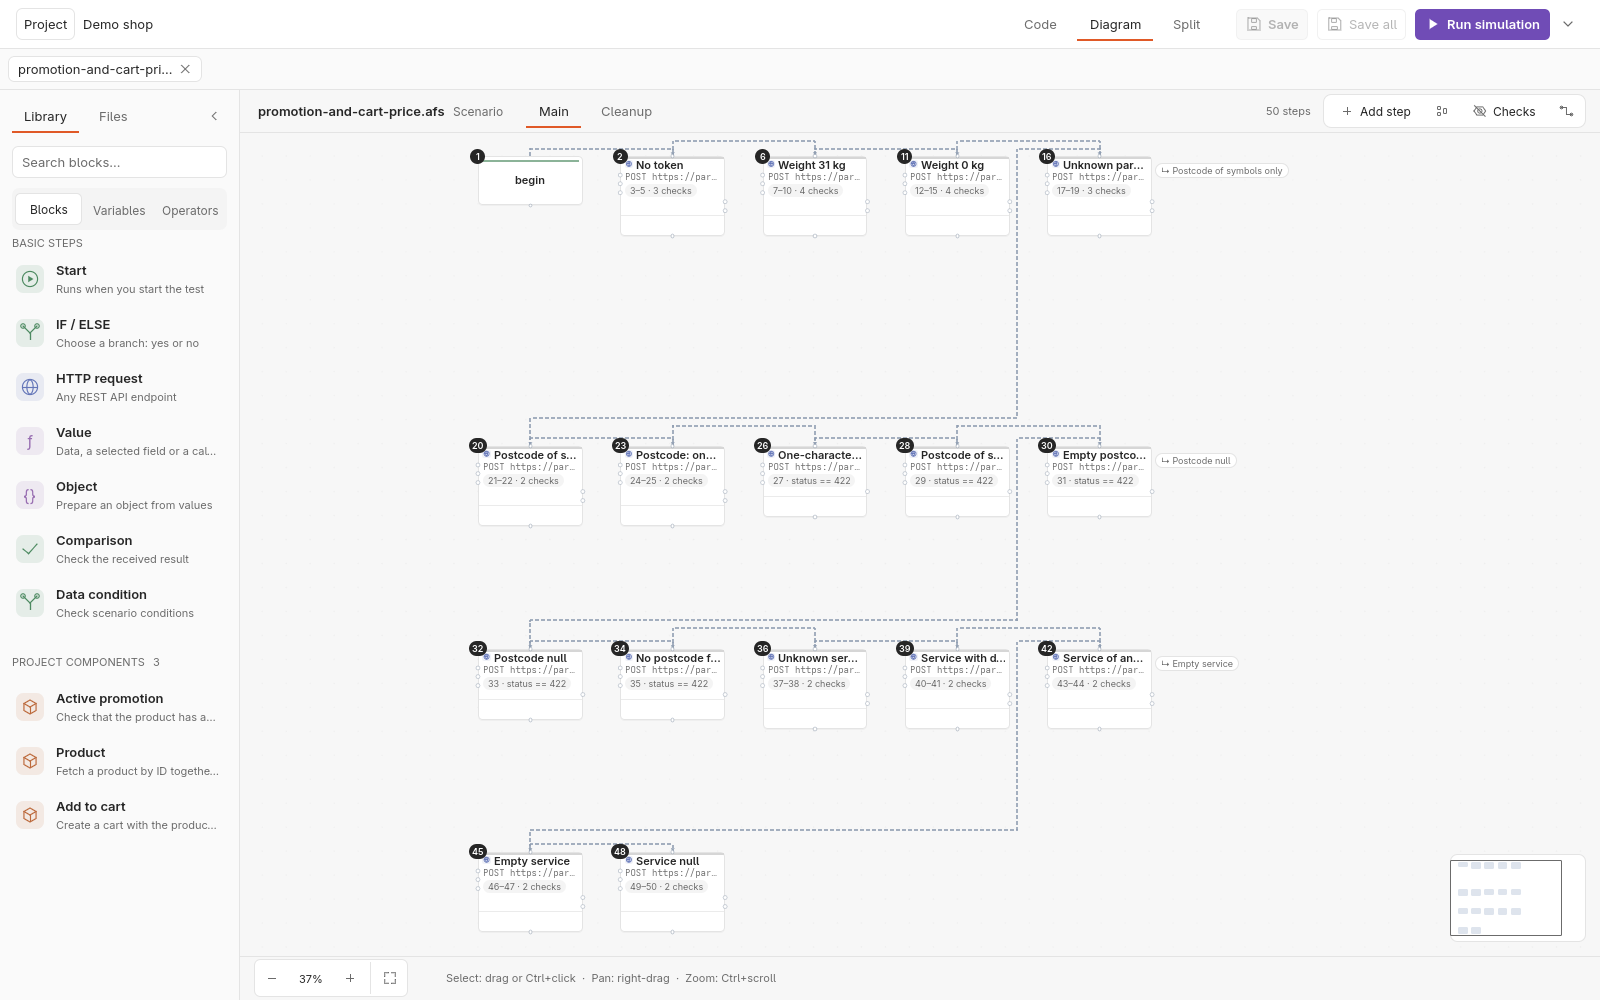 Project Demo shop
Code Diagram Split Save Save all Run simulation
promotion-and-cart-pri...
Library Files
promotion-and-cart-price.afs Scenario Main Cleanup
50 steps Add step Checks
Search blocks...
Blocks Variables Operators
BASIC STEPS
Start
Runs when you start the test
IF / ELSE
Choose a branch: yes or no
HTTP request
Any REST API endpoint
Value
Data, a selected field or a cal...
Object
Prepare an object from values
Comparison
Check the received result
Data condition
Check scenario conditions
PROJECT COMPONENTS 3
Active promotion
Check that the product has a...
Product
Fetch a product by ID togethe...
Add to cart
Create a cart with the produc...
1
begin
2
No token
POST https://par...
3–5 · 3 checks
6
Weight 31 kg
POST https://par...
7–10 · 4 checks
11
Weight 0 kg
POST https://par...
12–15 · 4 checks
16
Unknown par...
POST https://par...
17–19 · 3 checks
↳ Postcode of symbols only
20
Postcode of s...
POST https://par...
21–22 · 2 checks
23
Postcode: on...
POST https://par...
24–25 · 2 checks
26
One-characte...
POST https://par...
27 · status == 422
28
Postcode of s...
POST https://par...
29 · status == 422
30
Empty postco...
POST https://par...
31 · status == 422
↳ Postcode null
32
Postcode null
POST https://par...
33 · status == 422
34
No postcode f...
POST https://par...
35 · status == 422
36
Unknown ser...
POST https://par...
37–38 · 2 checks
39
Service with d...
POST https://par...
40–41 · 2 checks
42
Service of an...
POST https://par...
43–44 · 2 checks
↳ Empty service
45
Empty service
POST https://par...
46–47 · 2 checks
48
Service null
POST https://par...
49–50 · 2 checks
37%
Select: drag or Ctrl+click · Pan: right-drag · Zoom: Ctrl+scroll